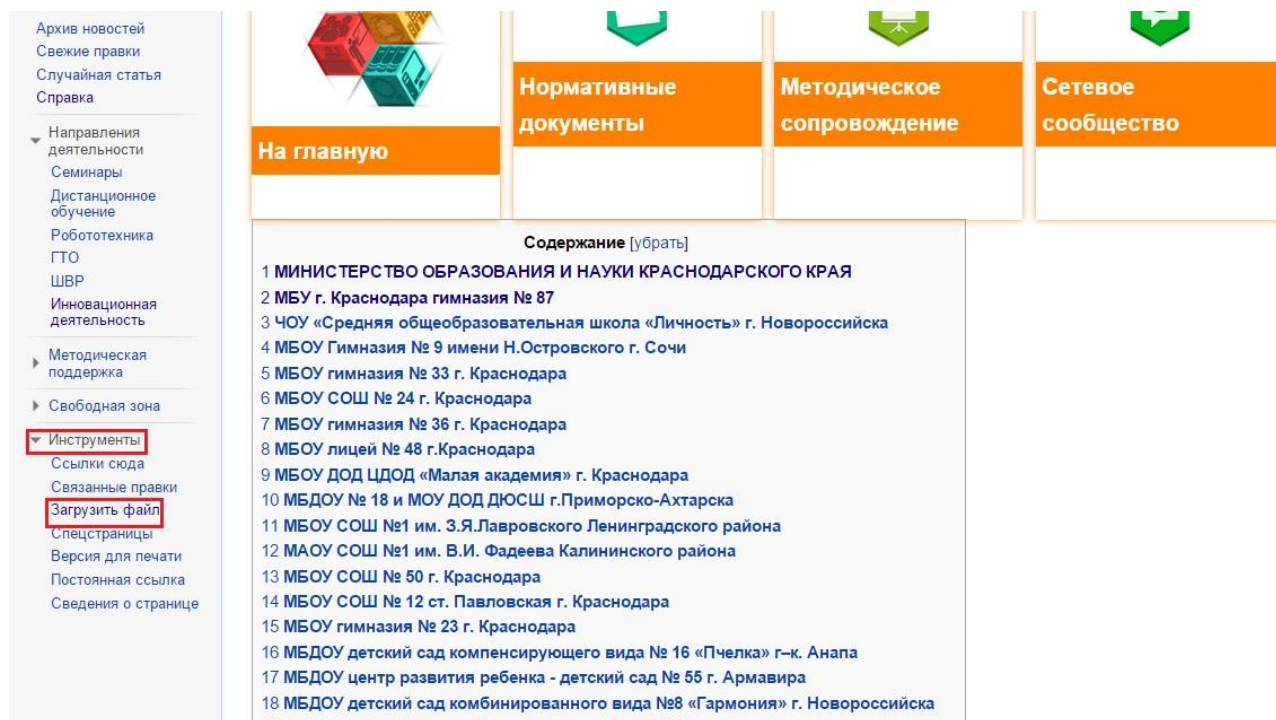 Архив новостей
Свежие правки
Случайная статья
Справка
Направления
деятельности
Семинары
Дистанционное
обучение
Робототехника
ГТО
ШВР
Инновационная
деятельность
Методическая
поддержка
Свободная зона
Инструменты
Ссылки сюда
Связанные правки
Загрузить файл
Спецстраницы
Версия для печати
Постоянная ссылка
Сведения о странице
На главную
Нормативные
документы
Методическое
сопровождение
Сетевое
сообщество
Содержание [убрать]
1 МИНИСТЕРСТВО ОБРАЗОВАНИЯ И НАУКИ КРАСНОДАРСКОГО КРАЯ
2 МБУ г. Краснодара гимназия № 87
3 ЧОУ «Средняя общеобразовательная школа «Личность» г. Новороссийска
4 МБОУ Гимназия № 9 имени Н.Островского г. Сочи
5 МБОУ гимназия № 33 г. Краснодара
6 МБОУ СОШ № 24 г. Краснодара
7 МБОУ гимназия № 36 г. Краснодара
8 МБОУ лицей № 48 г.Краснодара
9 МБОУ ДОД ЦДОД «Малая академия» г. Краснодара
10 МБДОУ № 18 и МОУ ДОД ДЮСШ г.Приморско-Ахтарска
11 МБОУ СОШ №1 им. З.Я.Лавровского Ленинградского района
12 МАОУ СОШ №1 им. В.И. Фадеева Калининского района
13 МБОУ СОШ № 50 г. Краснодара
14 МБОУ СОШ № 12 ст. Павловская г. Краснодара
15 МБОУ гимназия № 23 г. Краснодара
16 МБДОУ детский сад компенсирующего вида № 16 «Пчелка» г–к. Анапа
17 МБДОУ центр развития ребенка - детский сад № 55 г. Армавира
18 МБДОУ детский сад комбинированного вида №8 «Гармония» г. Новороссийска